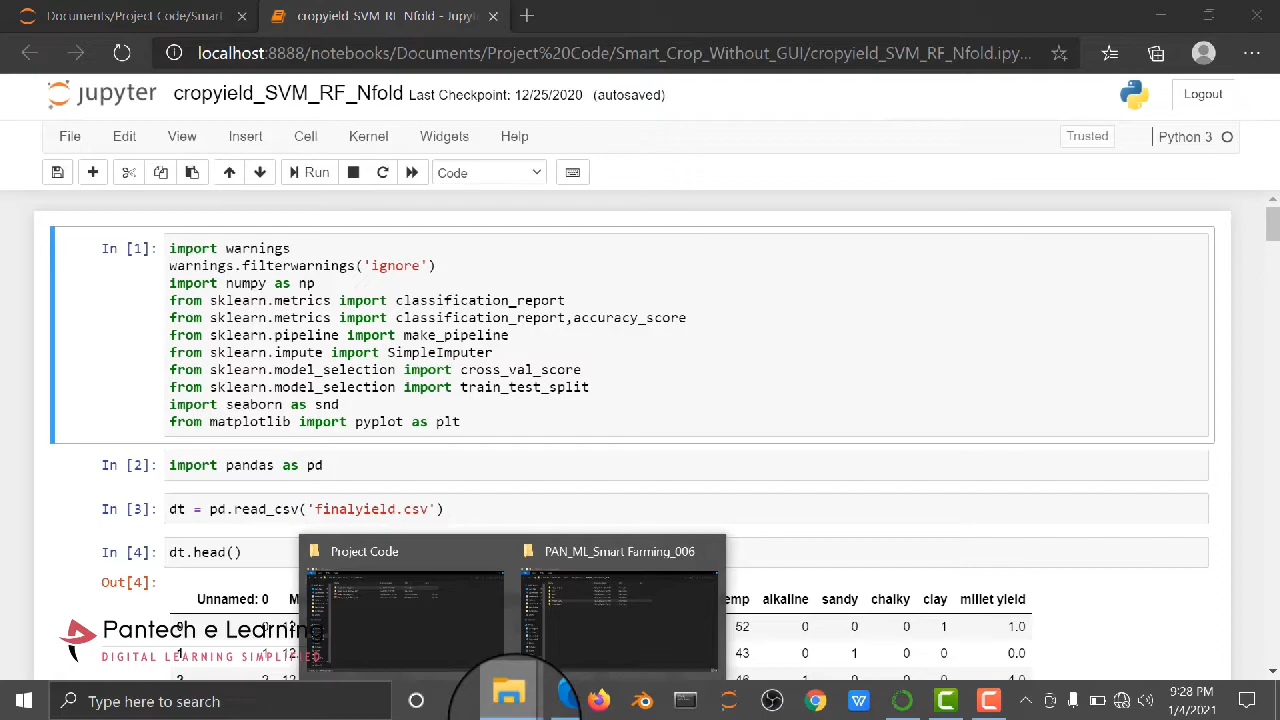 Documents/Project Code/Smart
cropyield_SVM_RF_Nfold - Jupyte
localhost:8888/notebooks/Documents/Project%20Code/Smart_Crop_Without_GUI/cropyield_SVM_RF_Nfold.ipy...
jupyter cropyield_SVM_RF_Nfold Last Checkpoint: 12/25/2020 (autosaved)
Logout
File Edit View Insert Cell Kernel Widgets Help
Trusted
Python 3
Run
Code
In [1]: import warnings
warnings.filterwarnings('ignore')
import numpy as np
from sklearn.metrics import classification_report
from sklearn.metrics import classification_report,accuracy_score
from sklearn.pipeline import make_pipeline
from sklearn.impute import SimpleImputer
from sklearn.model_selection import cross_val_score
from sklearn.model_selection import train_test_split
import seaborn as snd
from matplotlib import pyplot as plt
In [2]: import pandas as pd
In [3]: dt = pd.read_csv('finalyield.csv')
In [4]: dt.head()
Project Code
PAN_ML_Smart Farming_006
Out[4]:
Unnamed: 0 sandy chalky clay millet yield
0 0 1 1.0
1 0 0 0.0
Pantech e Learning
DIGITAL LEARNING SIMPLIFIED
Type here to search
9:28 PM
1/4/2021